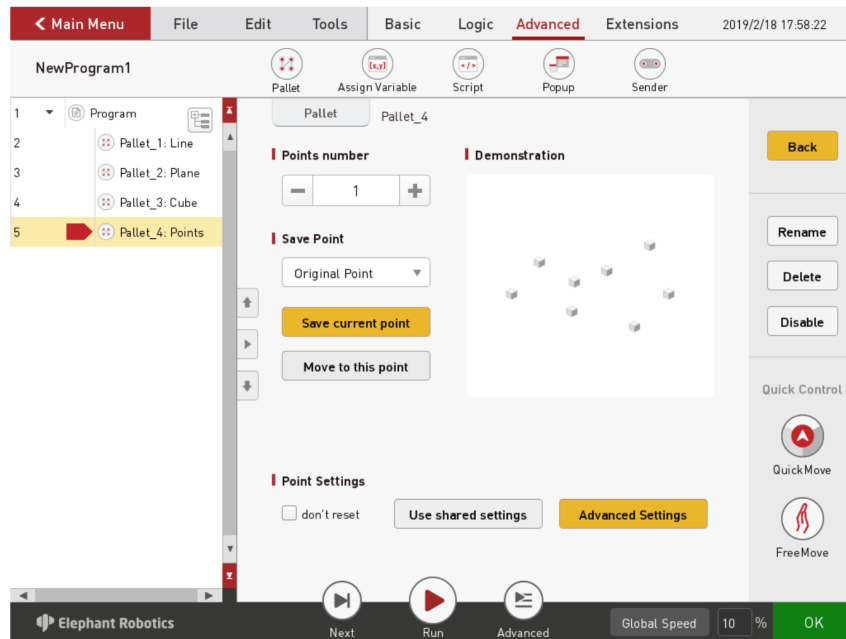 Main Menu File Edit Tools Basic Logic Advanced Extensions 2019/2/18 17:58:22
NewProgram1
[x,y] </>
Pallet Assign Variable Script Popup Sender
1 Program
2 Pallet_1: Line
3 Pallet_2: Plane
4 Pallet_3: Cube
5 Pallet_4: Points
Pallet Pallet_4
Points number
1
Save Point
Original Point
Save current point
Move to this point
Demonstration
Point Settings
don't reset Use shared settings Advanced Settings
Back
Rename
Delete
Disable
Quick Control
QuickMove
FreeMove
Elephant Robotics Next Run Advanced Global Speed 10 % OK